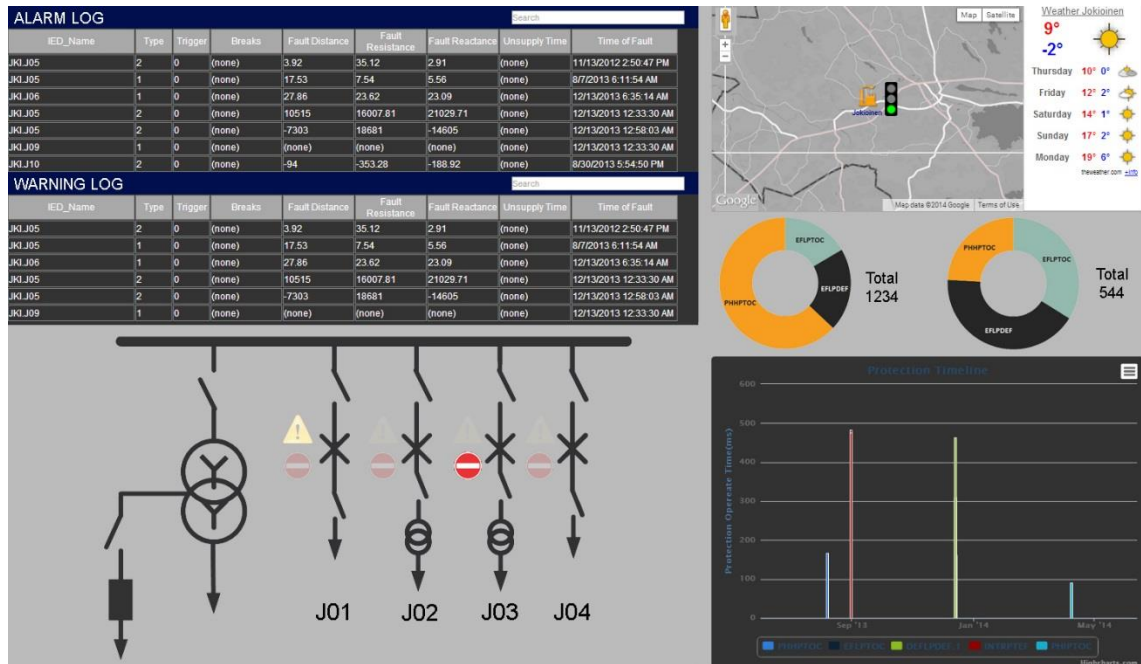 ALARM LOG
Search
IED_Name Type Trigger Breaks Fault Distance Fault Resistance Fault Reactance Unsupply Time Time of Fault
JKI.J05 2 0 (none) 3.92 35.12 2.91 (none) 11/13/2012 2:50:47 PM
JKI.J05 1 0 (none) 17.53 7.54 5.56 (none) 8/7/2013 6:11:54 AM
JKI.J06 1 0 (none) 27.86 23.62 23.09 (none) 12/13/2013 6:35:14 AM
JKI.J05 2 0 (none) 10515 16007.81 21029.71 (none) 12/13/2013 12:33:30 AM
JKI.J05 2 0 (none) -7303 18681 -14605 (none) 12/13/2013 12:58:03 AM
JKI.J09 1 0 (none) (none) (none) (none) (none) 12/13/2013 12:33:30 AM
JKI.J10 2 0 (none) -94 -353.28 -188.92 (none) 8/30/2013 5:54:50 PM
WARNING LOG
Search
IED_Name Type Trigger Breaks Fault Distance Fault Resistance Fault Reactance Unsupply Time Time of Fault
JKI.J05 2 0 (none) 3.92 35.12 2.91 (none) 11/13/2012 2:50:47 PM
JKI.J05 1 0 (none) 17.53 7.54 5.56 (none) 8/7/2013 6:11:54 AM
JKI.J06 1 0 (none) 27.86 23.62 23.09 (none) 12/13/2013 6:35:14 AM
JKI.J05 2 0 (none) 10515 16007.81 21029.71 (none) 12/13/2013 12:33:30 AM
JKI.J05 2 0 (none) -7303 18681 -14605 (none) 12/13/2013 12:58:03 AM
JKI.J09 1 0 (none) (none) (none) (none) (none) 12/13/2013 12:33:30 AM
J01 J02 J03 J04
Map Satellite
Jokioinen
Google
Map data ©2014 Google Terms of Use
Weather Jokioinen
9°
-2°
Thursday 10° 0°
Friday 12° 2°
Saturday 14° 1°
Sunday 17° 2°
Monday 19° 6°
theweather.com +info
EFLPTOC
EFLPDEF
PHHPTOC
Total
1234
PHHPTOC
EFLPTOC
EFLPDEF
Total
544
Protection Timeline
Protection Opereate Time(ms)
600
500
400
300
200
100
0
Sep '13 Jan '14 May '14
PHHPTOC EFLPTOC INTRPTEF PHIPTOC
Highcharts.com